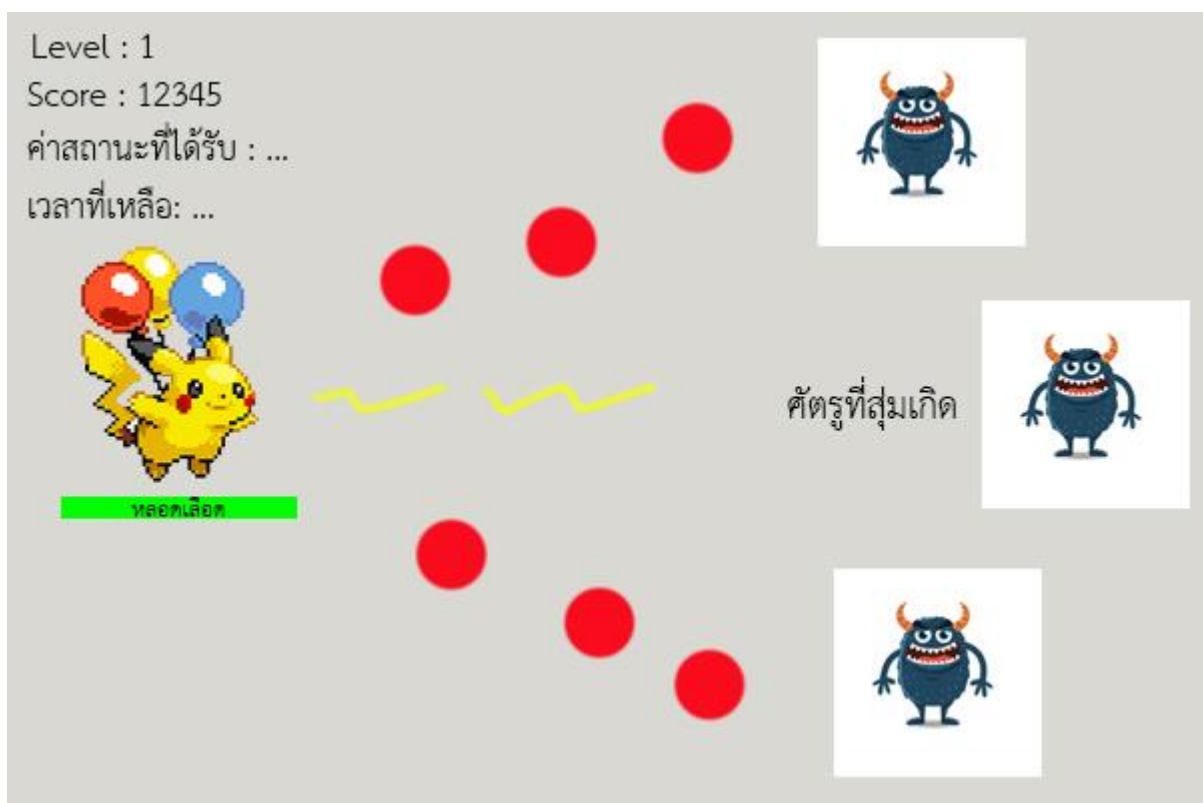 Level : 1
Score : 12345
ค่าสถานะที่ได้รับ : ...
เวลาที่เหลือ: ...
ศัตรูที่สุ่มเกิด
หลอดเลือด